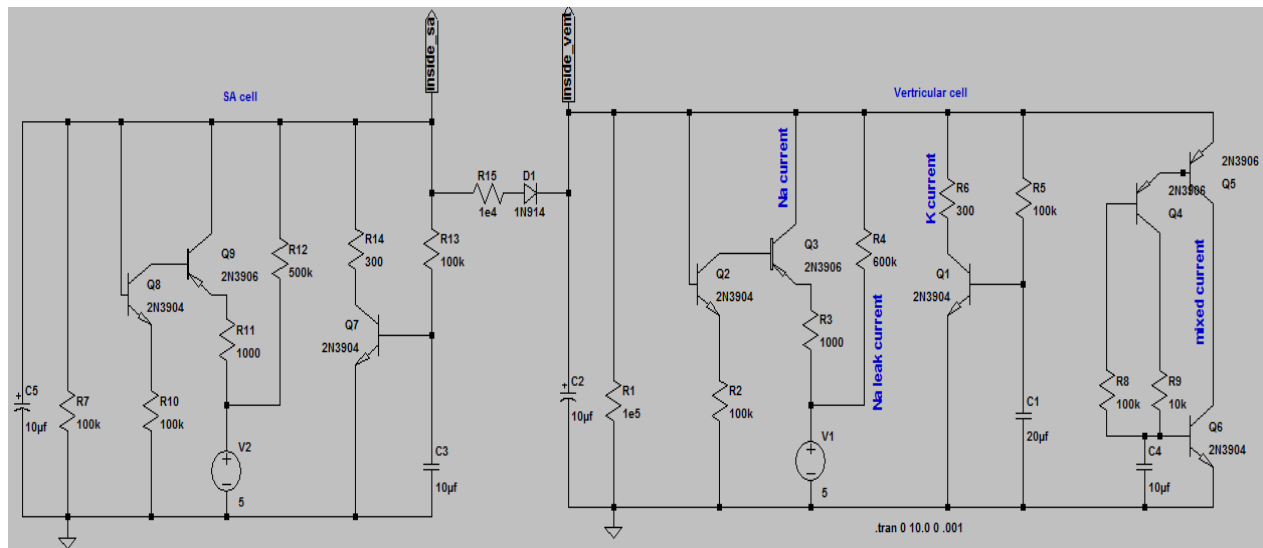 inside_sa
inside_vent
SA cell
Vertricular cell
R15
1e4
D1
1N914
Q9
2N3906
R12
500k
R14
300
R13
100k
Q8
2N3904
R11
1000
Q7
2N3904
C5
10µf
R7
100k
R10
100k
V2
5
C3
10µf
Na current
Q3
2N3906
R4
600k
Q2
2N3904
R3
1000
Na leak current
C2
10µf
R1
1e5
R2
100k
V1
5
K current
R6
300
R5
100k
Q1
2N3904
C1
20µf
2N3906
Q5
2N3906
Q4
mixed current
R8
100k
R9
10k
Q6
2N3904
C4
10µf
.tran 0 10.0 0 .001